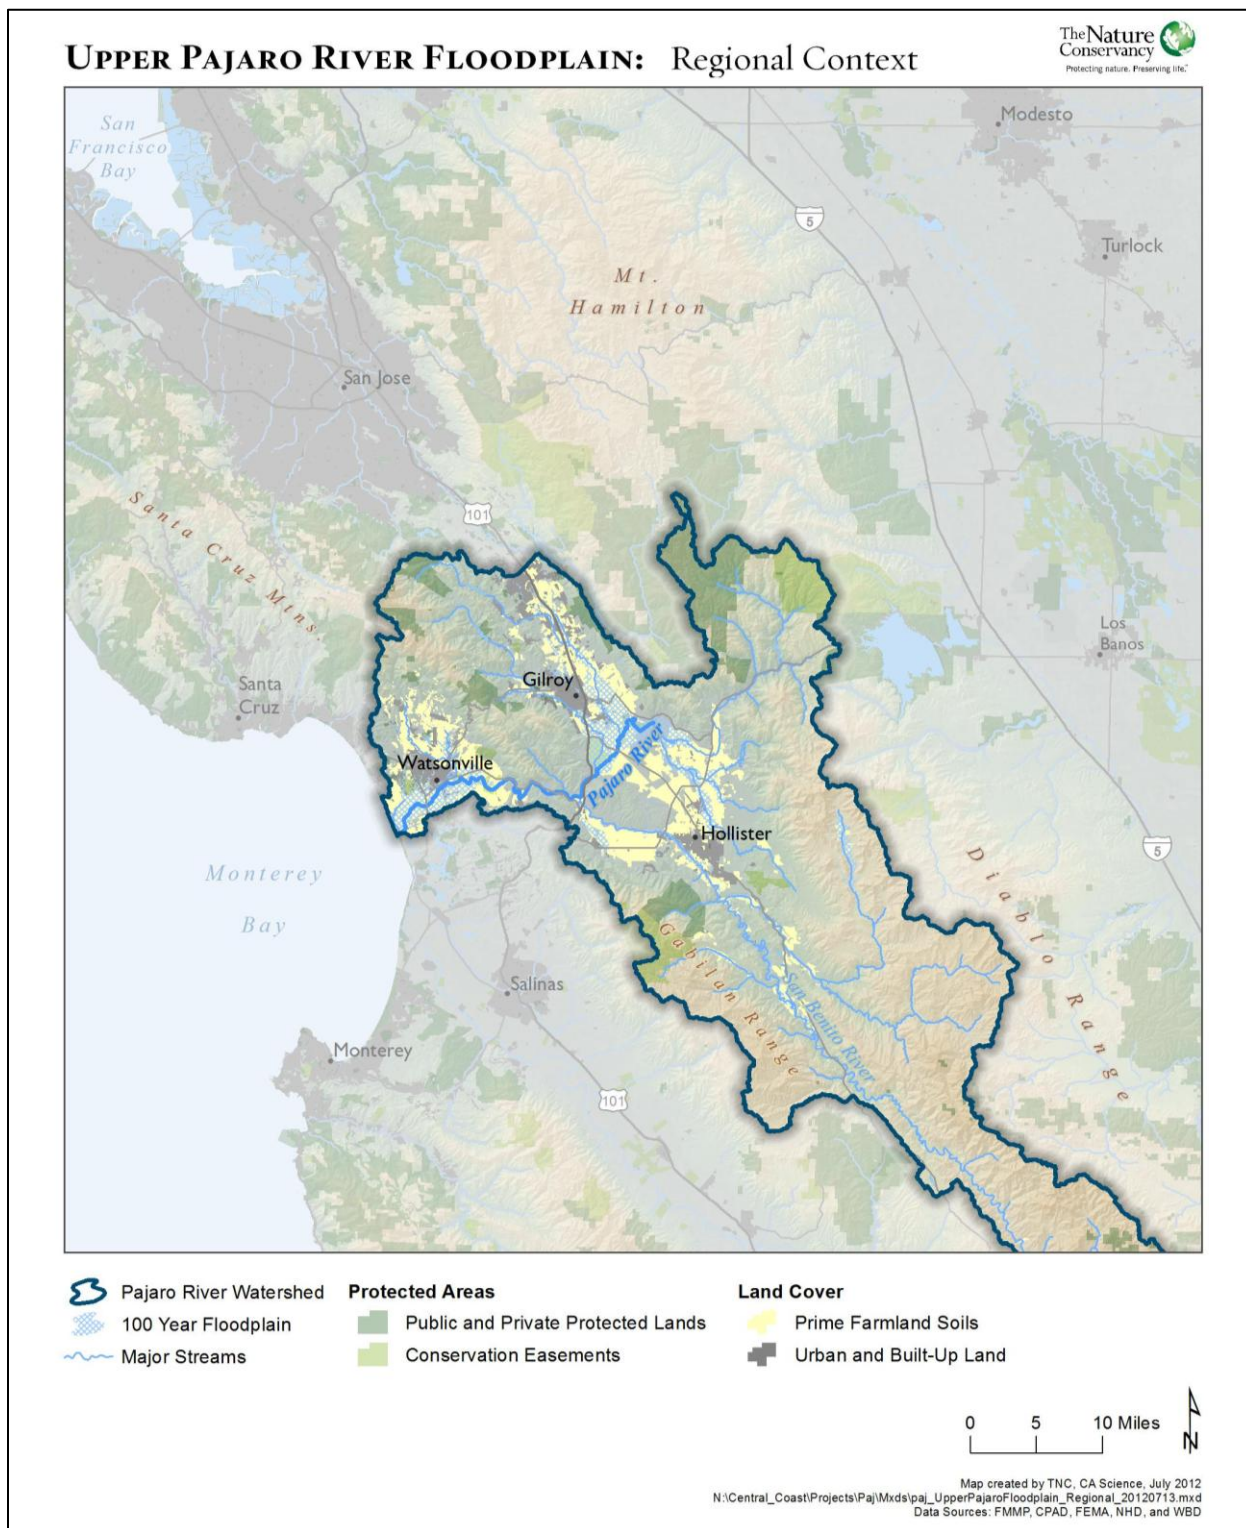 UPPER PAJARO RIVER FLOODPLAIN: Regional Context
The Nature
Conservancy
Protecting nature. Preserving life.™
San
Francisco
Bay
Modesto
5
Turlock
Mt.
Hamilton
San Jose
101
Santa Cruz Mtns.
Los
Banos
Gilroy
Santa
Cruz
Pajaro River
Watsonville
Hollister
5
Monterey
Bay
Diablo Range
Gabilan Range
Salinas
San Benito River
Monterey
101
Pajaro River Watershed
100 Year Floodplain
Major Streams
Protected Areas
Public and Private Protected Lands
Conservation Easements
Land Cover
Prime Farmland Soils
Urban and Built-Up Land
0 5 10 Miles
N
Map created by TNC, CA Science, July 2012
N:\Central_Coast\Projects\Paj\Mxds\paj_UpperPajaroFloodplain_Regional_20120713.mxd
Data Sources: FMMP, CPAD, FEMA, NHD, and WBD